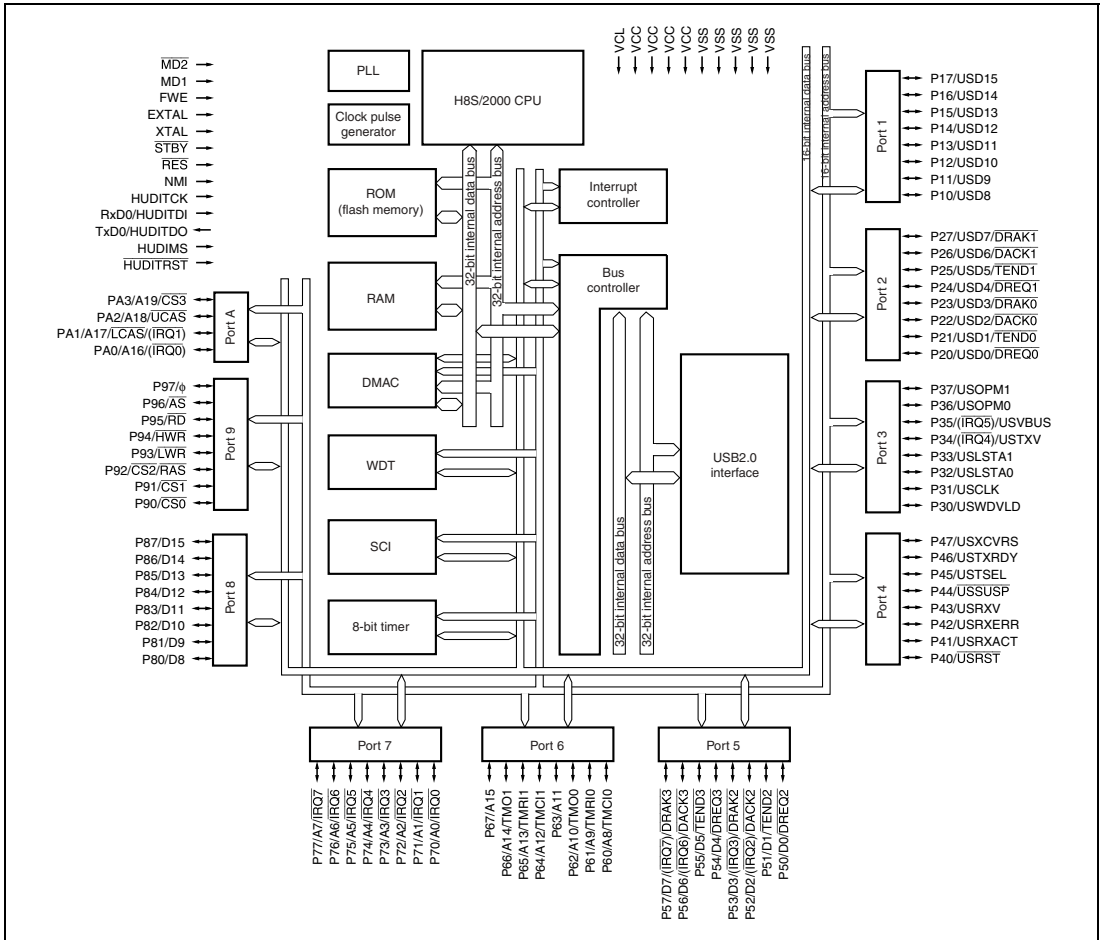 VCL
VCC
VCC
VCC
VCC
VSS
VSS
VSS
VSS
VSS
MD2
MD1
FWE
EXTAL
XTAL
STBY
RES
NMI
HUDITCK
RxD0/HUDITDI
TxD0/HUDITDO
HUDIMS
HUDITRST
PLL
Clock pulse
generator
H8S/2000 CPU
ROM
(flash memory)
RAM
DMAC
WDT
SCI
8-bit timer
32-bit internal data bus
32-bit internal address bus
Interrupt
controller
Bus
controller
32-bit internal data bus
32-bit internal address bus
USB2.0
interface
16-bit internal data bus
16-bit internal address bus
PA3/A19/CS3
PA2/A18/UCAS
PA1/A17/LCAS/(IRQ1)
PA0/A16/(IRQ0)
Port A
P97/ϕ
P96/AS
P95/RD
P94/HWR
P93/LWR
P92/CS2/RAS
P91/CS1
P90/CS0
Port 9
P87/D15
P86/D14
P85/D13
P84/D12
P83/D11
P82/D10
P81/D9
P80/D8
Port 8
Port 1
P17/USD15
P16/USD14
P15/USD13
P14/USD12
P13/USD11
P12/USD10
P11/USD9
P10/USD8
Port 2
P27/USD7/DRAK1
P26/USD6/DACK1
P25/USD5/TEND1
P24/USD4/DREQ1
P23/USD3/DRAK0
P22/USD2/DACK0
P21/USD1/TEND0
P20/USD0/DREQ0
Port 3
P37/USOPM1
P36/USOPM0
P35/(IRQ5)/USVBUS
P34/(IRQ4)/USTXV
P33/USLSTA1
P32/USLSTA0
P31/USCLK
P30/USWDVLD
Port 4
P47/USXCVRS
P46/USTXRDY
P45/USTSEL
P44/USSUSP
P43/USRXV
P42/USRXERR
P41/USRXACT
P40/USRST
Port 7
P77/A7/IRQ7
P76/A6/IRQ6
P75/A5/IRQ5
P74/A4/IRQ4
P73/A3/IRQ3
P72/A2/IRQ2
P71/A1/IRQ1
P70/A0/IRQ0
Port 6
P67/A15
P66/A14/TMO1
P65/A13/TMRI1
P64/A12/TMCI1
P63/A11
P62/A10/TMO0
P61/A19/TMRI0
P60/A8/TMCI0
Port 5
P57/D7/(IRQ7)/DRAK3
P56/D6/(IRQ6)/DACK3
P55/D5/TEND3
P54/D4/DREQ3
P53/D3/(IRQ3)/DRAK2
P52/D2/(IRQ2)/DACK2
P51/D1/TEND2
P50/D0/DREQ2